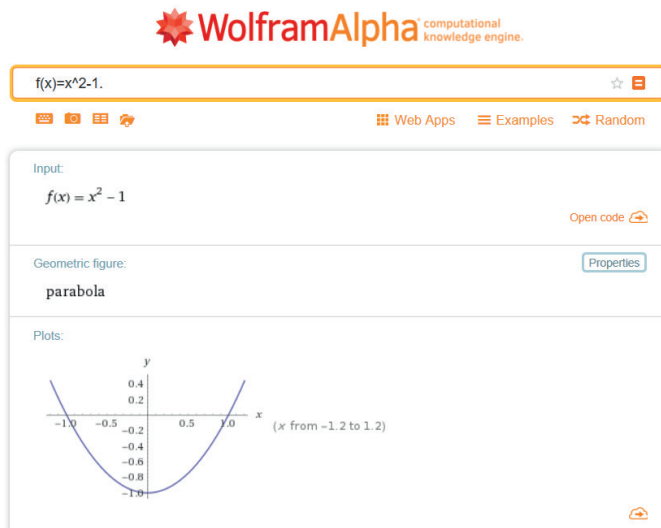 WolframAlpha computational knowledge engine.
f(x)=x^2-1.
Web Apps Examples Random
Input:
f(x) = x² − 1
Open code
Geometric figure:
Properties
parabola
Plots:
y
0.4
0.2
x
−1.0 −0.5 0.5 1.0
(x from −1.2 to 1.2)
−0.2
−0.4
−0.6
−0.8
−1.0